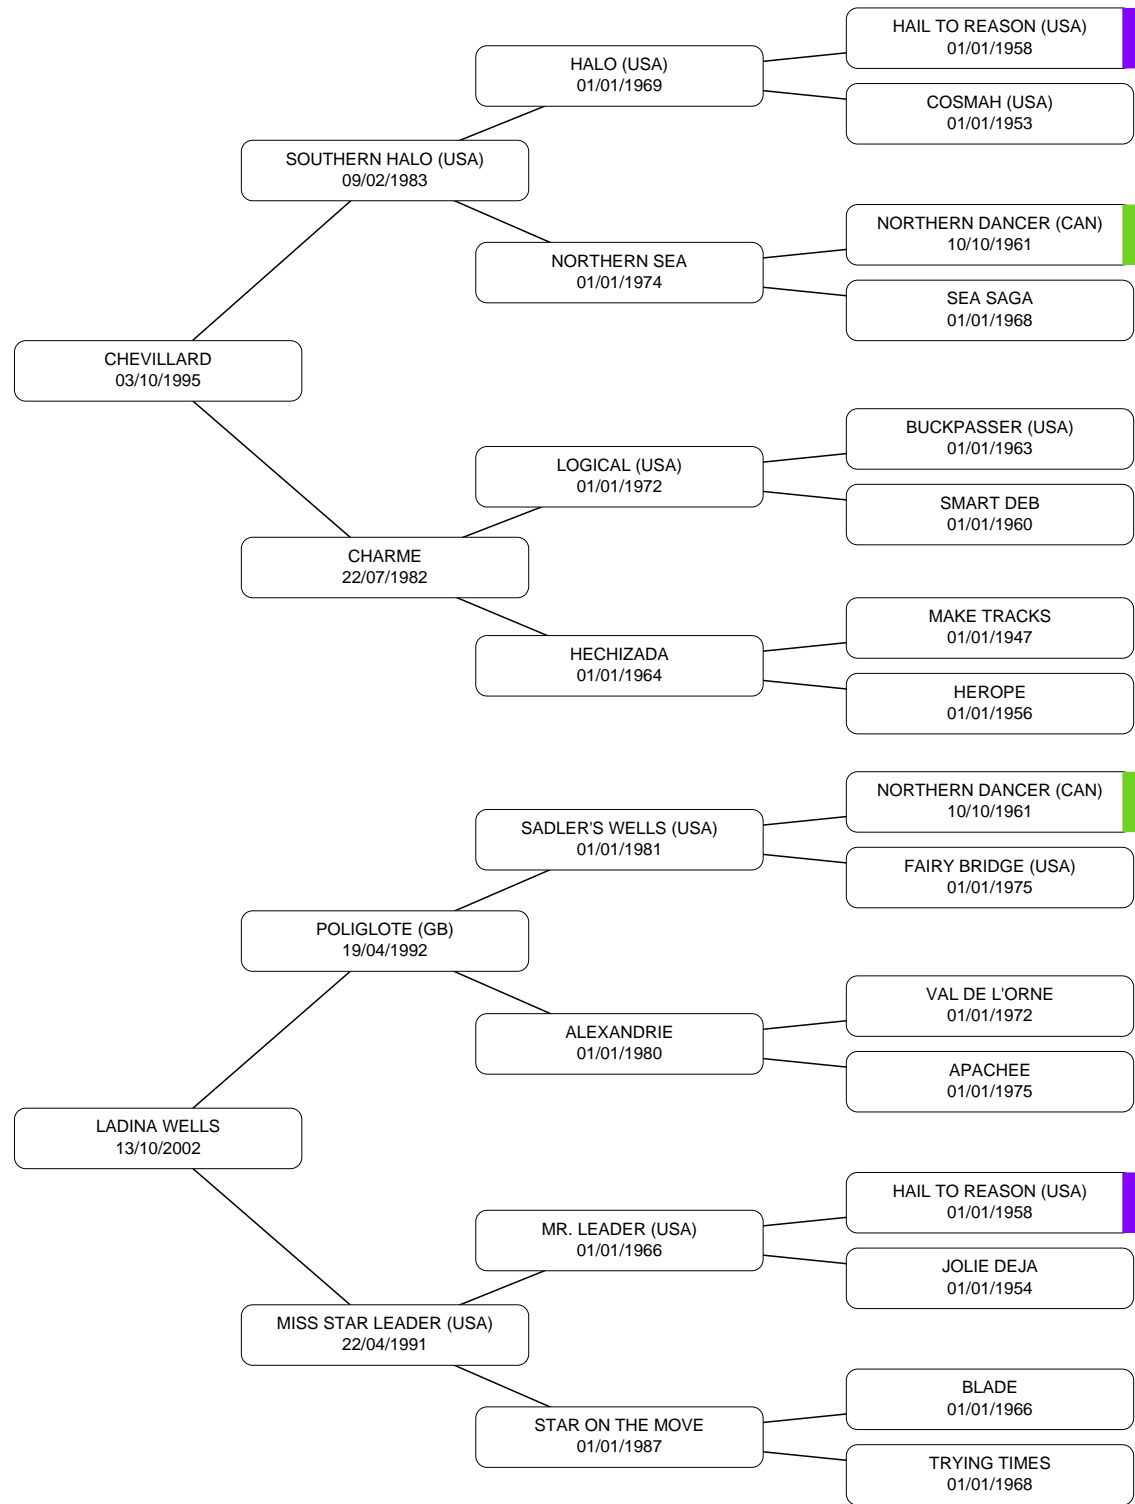 HAIL TO REASON (USA)
01/01/1958
HALO (USA)
01/01/1969
COSMAH (USA)
01/01/1953
SOUTHERN HALO (USA)
09/02/1983
NORTHERN DANCER (CAN)
10/10/1961
NORTHERN SEA
01/01/1974
SEA SAGA
01/01/1968
CHEVILLARD
03/10/1995
BUCKPASSER (USA)
01/01/1963
LOGICAL (USA)
01/01/1972
SMART DEB
01/01/1960
CHARME
22/07/1982
MAKE TRACKS
01/01/1947
HECHIZADA
01/01/1964
HEROPE
01/01/1956
NORTHERN DANCER (CAN)
10/10/1961
SADLER'S WELLS (USA)
01/01/1981
FAIRY BRIDGE (USA)
01/01/1975
POLIGLOTE (GB)
19/04/1992
VAL DE L'ORNE
01/01/1972
ALEXANDRIE
01/01/1980
APACHEE
01/01/1975
LADINA WELLS
13/10/2002
HAIL TO REASON (USA)
01/01/1958
MR. LEADER (USA)
01/01/1966
JOLIE DEJA
01/01/1954
MISS STAR LEADER (USA)
22/04/1991
BLADE
01/01/1966
STAR ON THE MOVE
01/01/1987
TRYING TIMES
01/01/1968